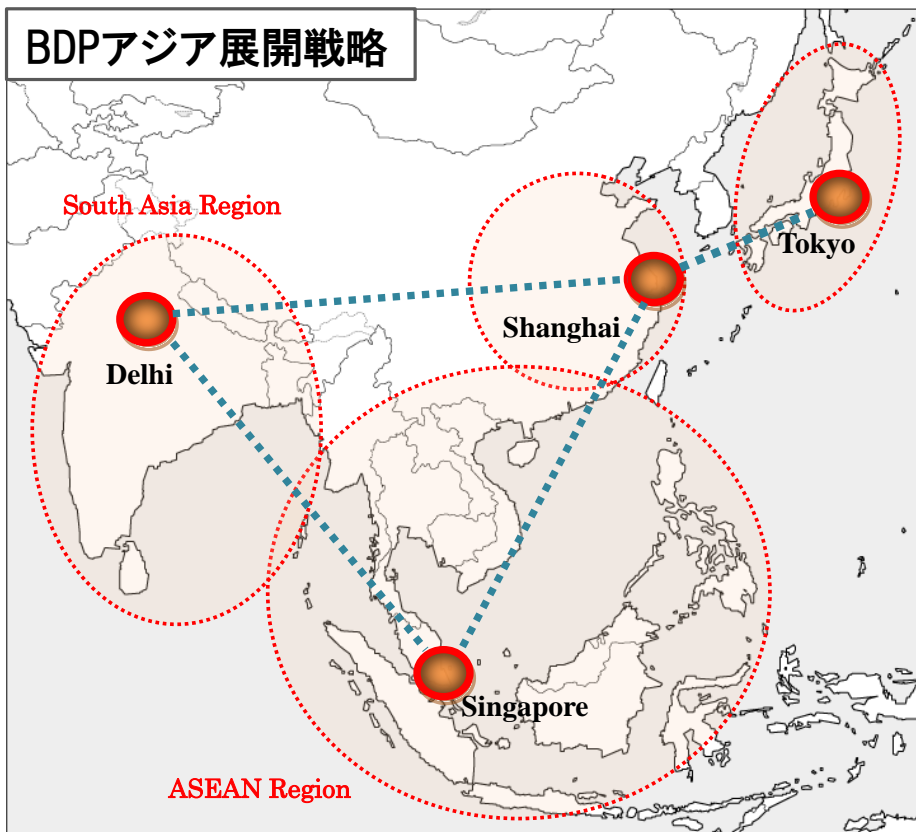 BDPアジア展開戦略
South Asia Region
Tokyo
Shanghai
Delhi
Singapore
ASEAN Region